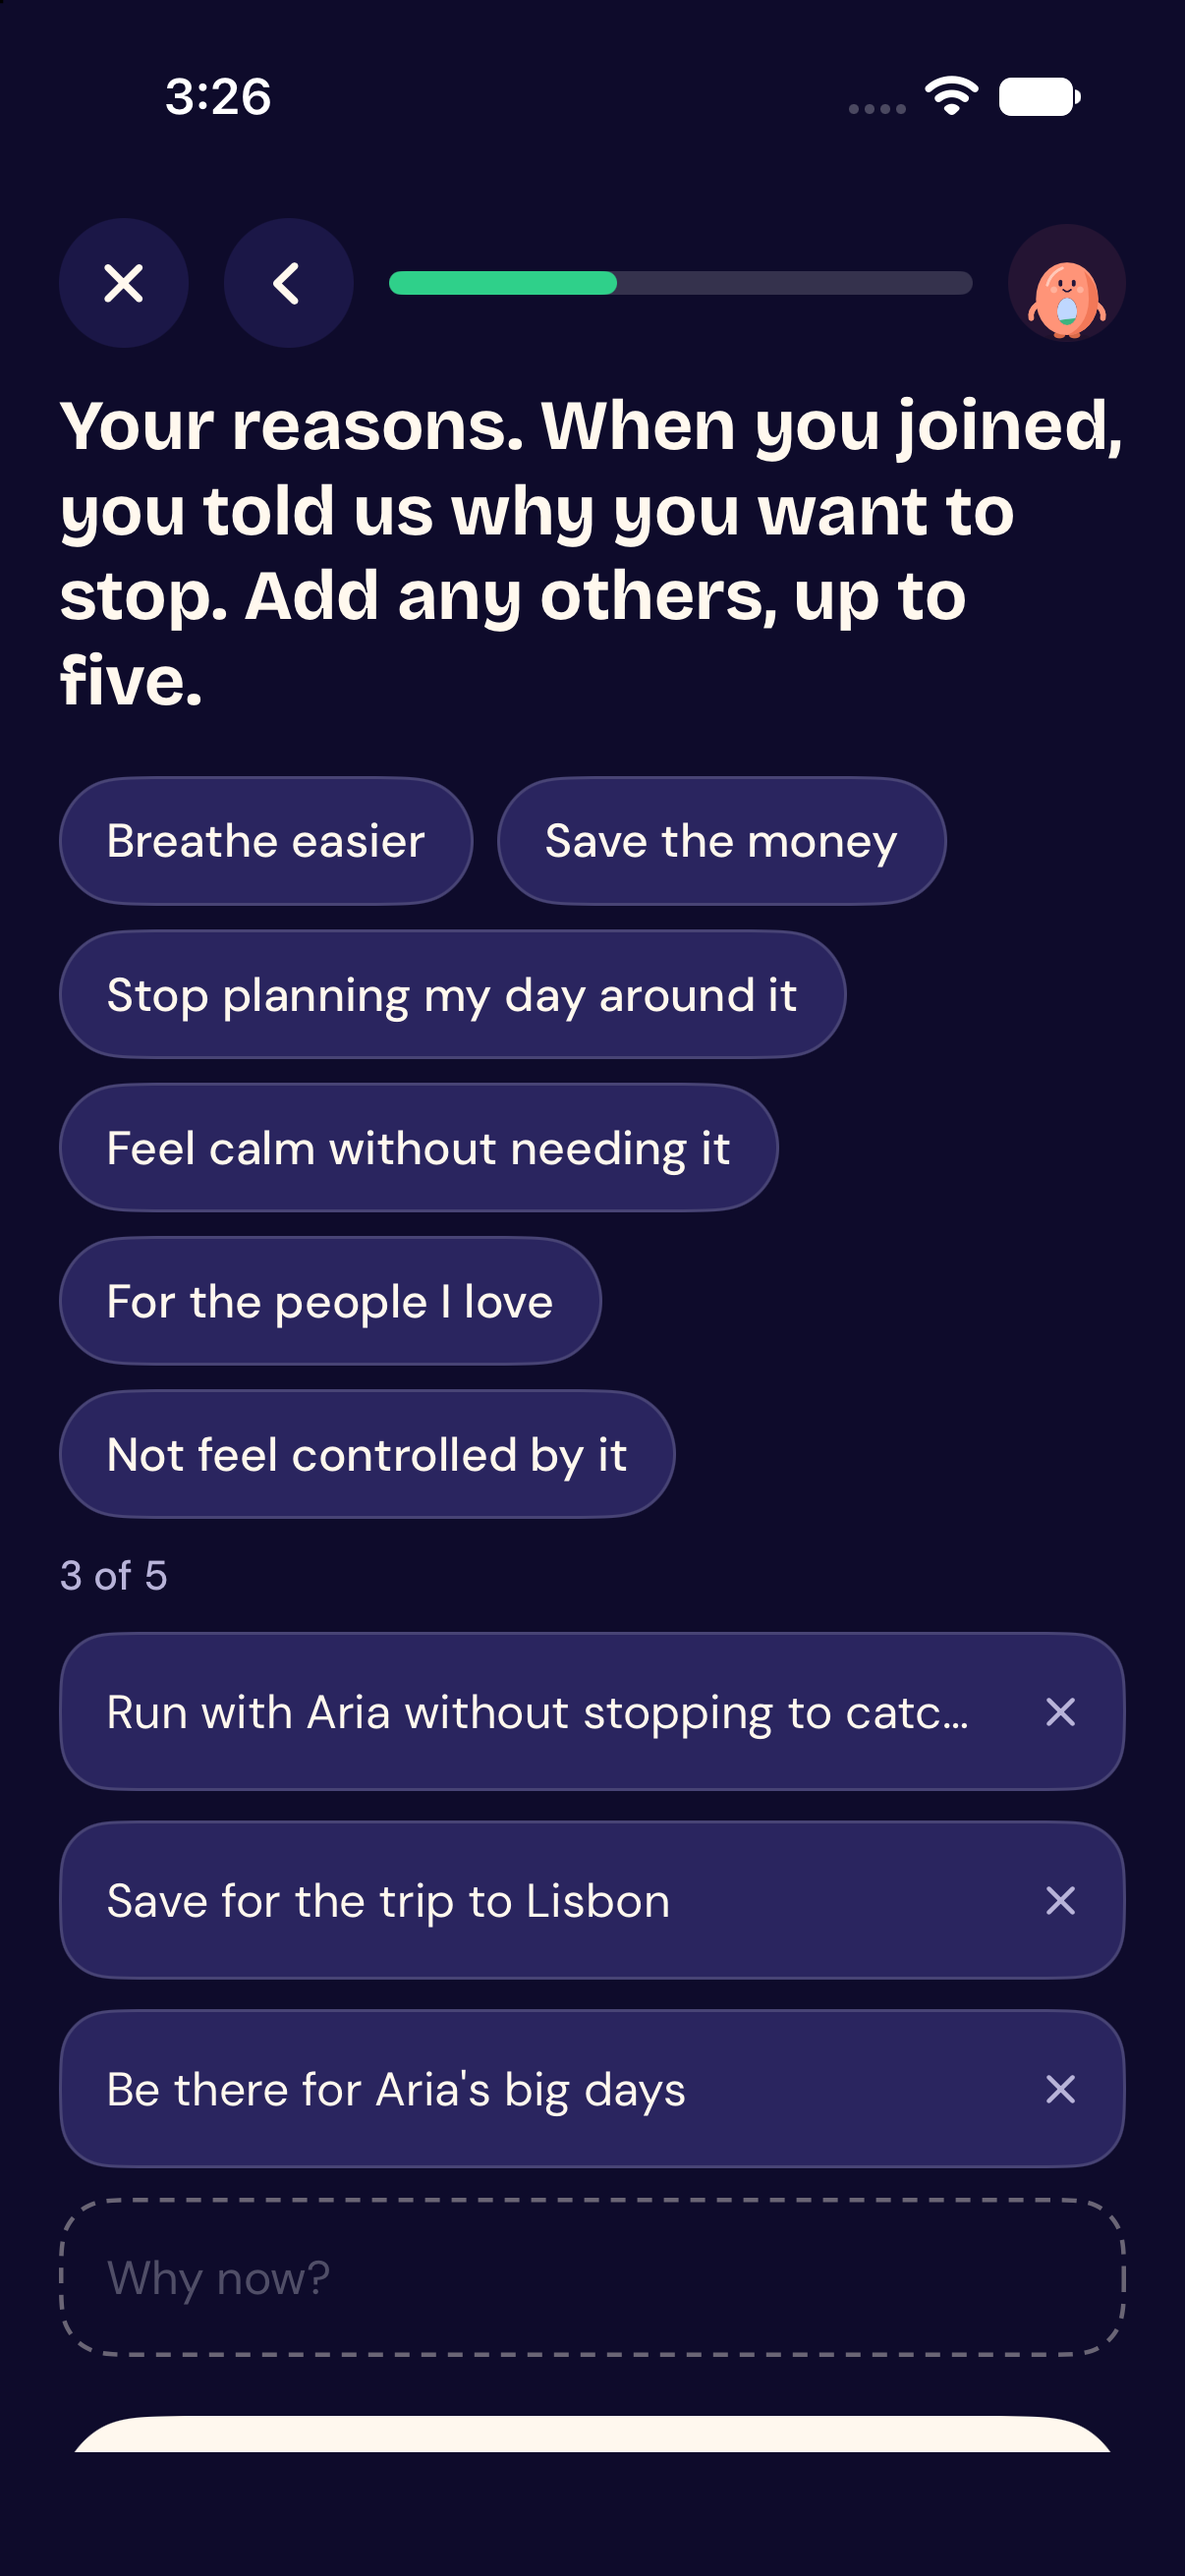 3:26
Your reasons. When you joined,
you told us why you want to
stop. Add any others, up to
five.
Breathe easier
Save the money
Stop planning my day around it
Feel calm without needing it
For the people I love
Not feel controlled by it
3 of 5
Run with Aria without stopping to catc...
Save for the trip to Lisbon
Be there for Aria's big days
Why now?